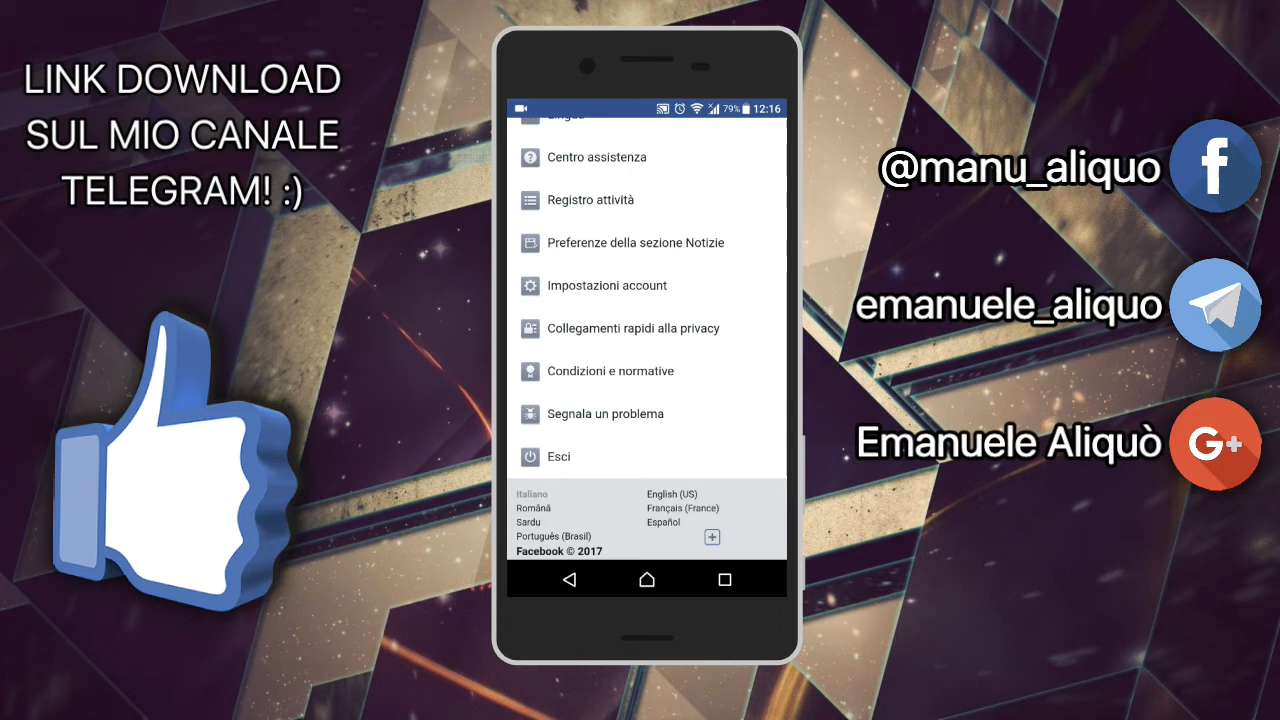 LINK DOWNLOAD
SUL MIO CANALE
TELEGRAM! :)
79% 12:16
Lingua
Centro assistenza
Registro attività
Preferenze della sezione Notizie
Impostazioni account
Collegamenti rapidi alla privacy
Condizioni e normative
Segnala un problema
Esci
Italiano
English (US)
Română
Français (France)
Sardu
Español
Português (Brasil)
Facebook © 2017
@manu_aliquo
f
emanuele_aliquo
Emanuele Aliquò
G+